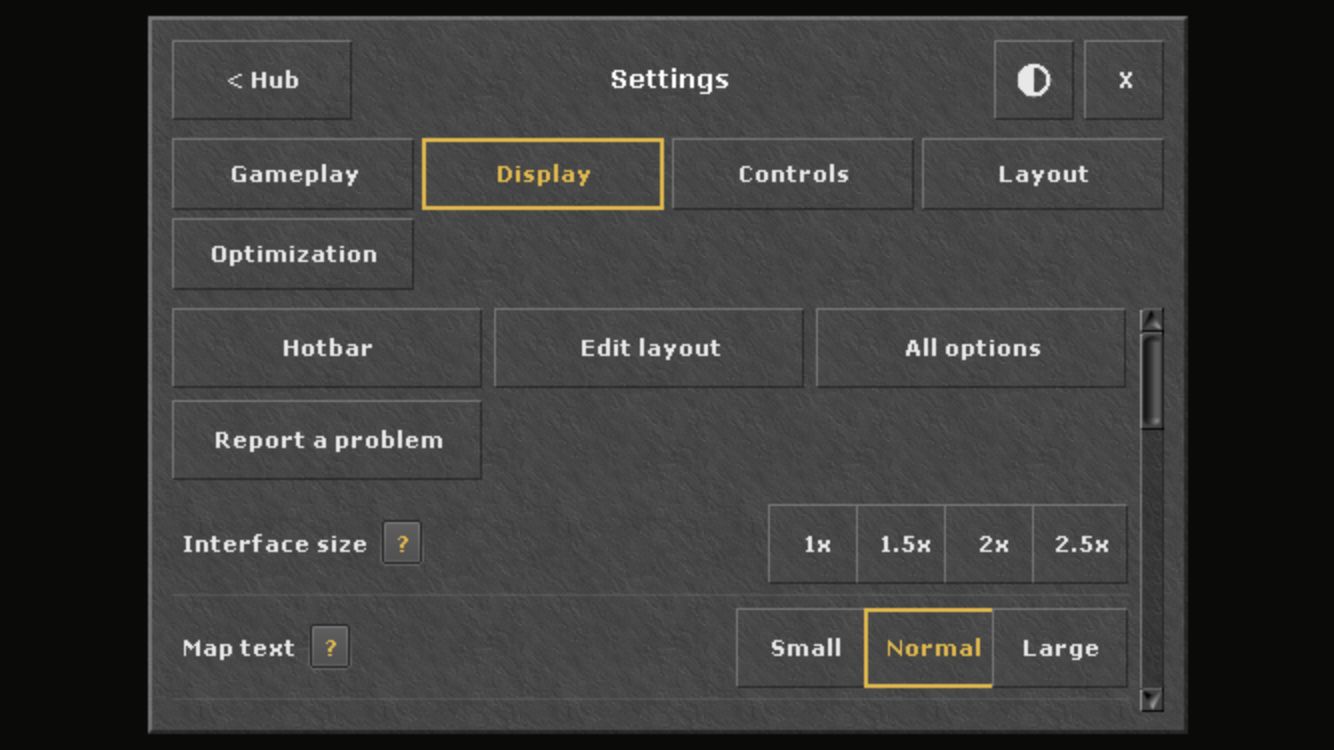 < Hub
Settings
X
Gameplay
Display
Controls
Layout
Optimization
Hotbar
Edit layout
All options
Report a problem
Interface size ?
1x 1.5x 2x 2.5x
Map text ?
Small Normal Large